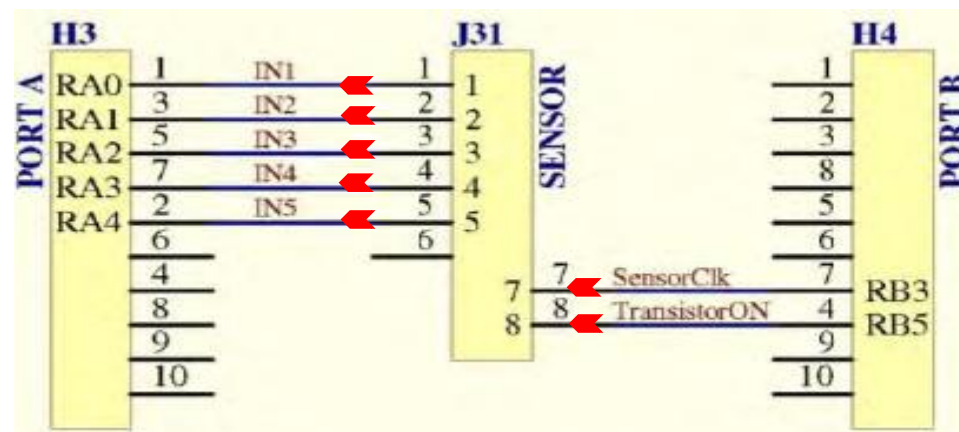 H3 J31 H4
PORT A
SENSOR
PORT B
RA0 1 IN1 1 1 1
RA1 3 IN2 2 2 2
RA2 5 IN3 3 3 3
RA3 7 IN4 4 4 8
RA4 2 IN5 5 5 5
6 6 6
4 7 7 SensorClk 7 RB3
8 8 8 TransistorON 4 RB5
9 9
10 10